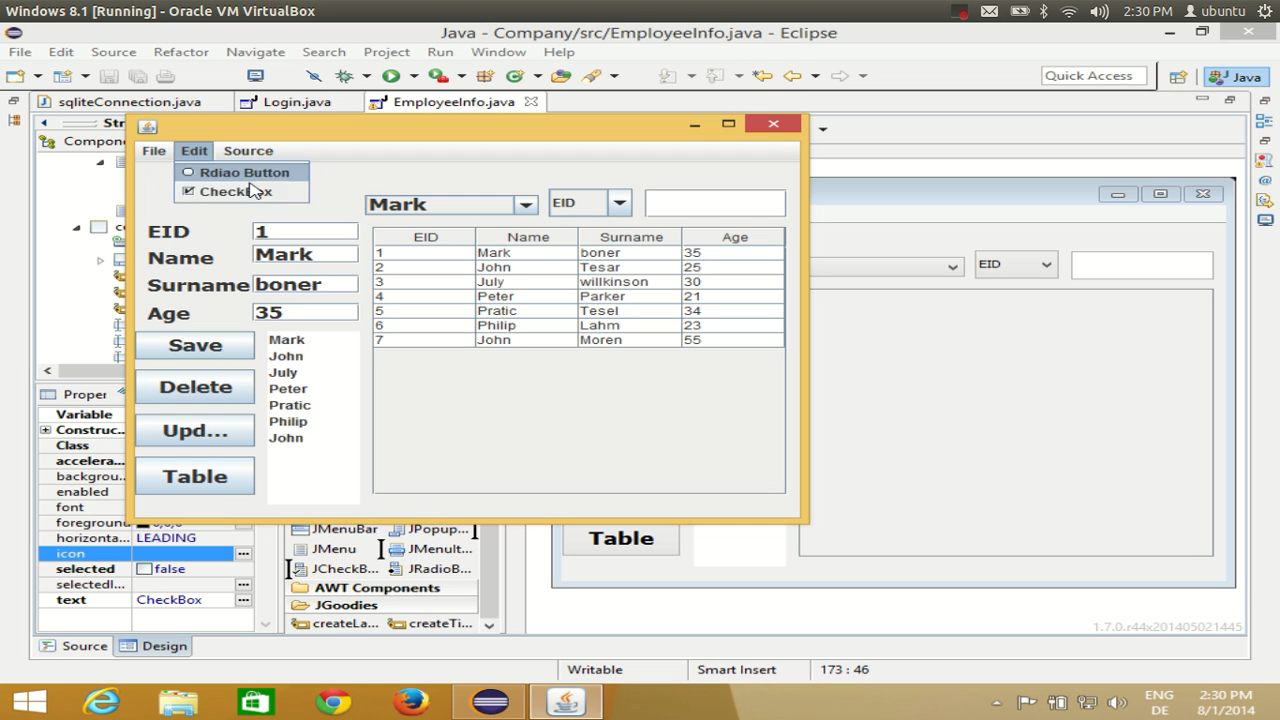 Windows 8.1 [Running] - Oracle VM VirtualBox
2:30 PM
ubuntu
Java - Company/src/EmployeeInfo.java - Eclipse
File Edit Source Refactor Navigate Search Project Run Window Help
Quick Access
Java
sqliteConnection.java
Login.java
EmployeeInfo.java
Str
Compon
File Edit Source
Rdiao Button
CheckBox
Mark
EID
EID 1
Name Mark
Surname boner
Age 35
EID Name Surname Age
1 Mark boner 35
2 John Tesar 25
3 July willkinson 30
4 Peter Parker 21
5 Pratic Tesel 34
6 Philip Lahm 23
7 John Moren 55
Save
Delete
Upd...
Table
Mark
John
July
Peter
Pratic
Philip
John
EID
Table
Proper
Variable
Construc...
Class
accelera...
backgrou...
enabled
font
foreground
horizonta... LEADING
icon
selected false
selectedI...
text CheckBox
JMenuBar JPopup...
JMenu JMenuIt...
JCheckB... JRadioB...
AWT Components
JGoodies
createLa... createTi...
1.7.0.r44x201405021445
Source Design
Writable
Smart Insert
173 : 46
ENG
DE
2:30 PM
8/1/2014